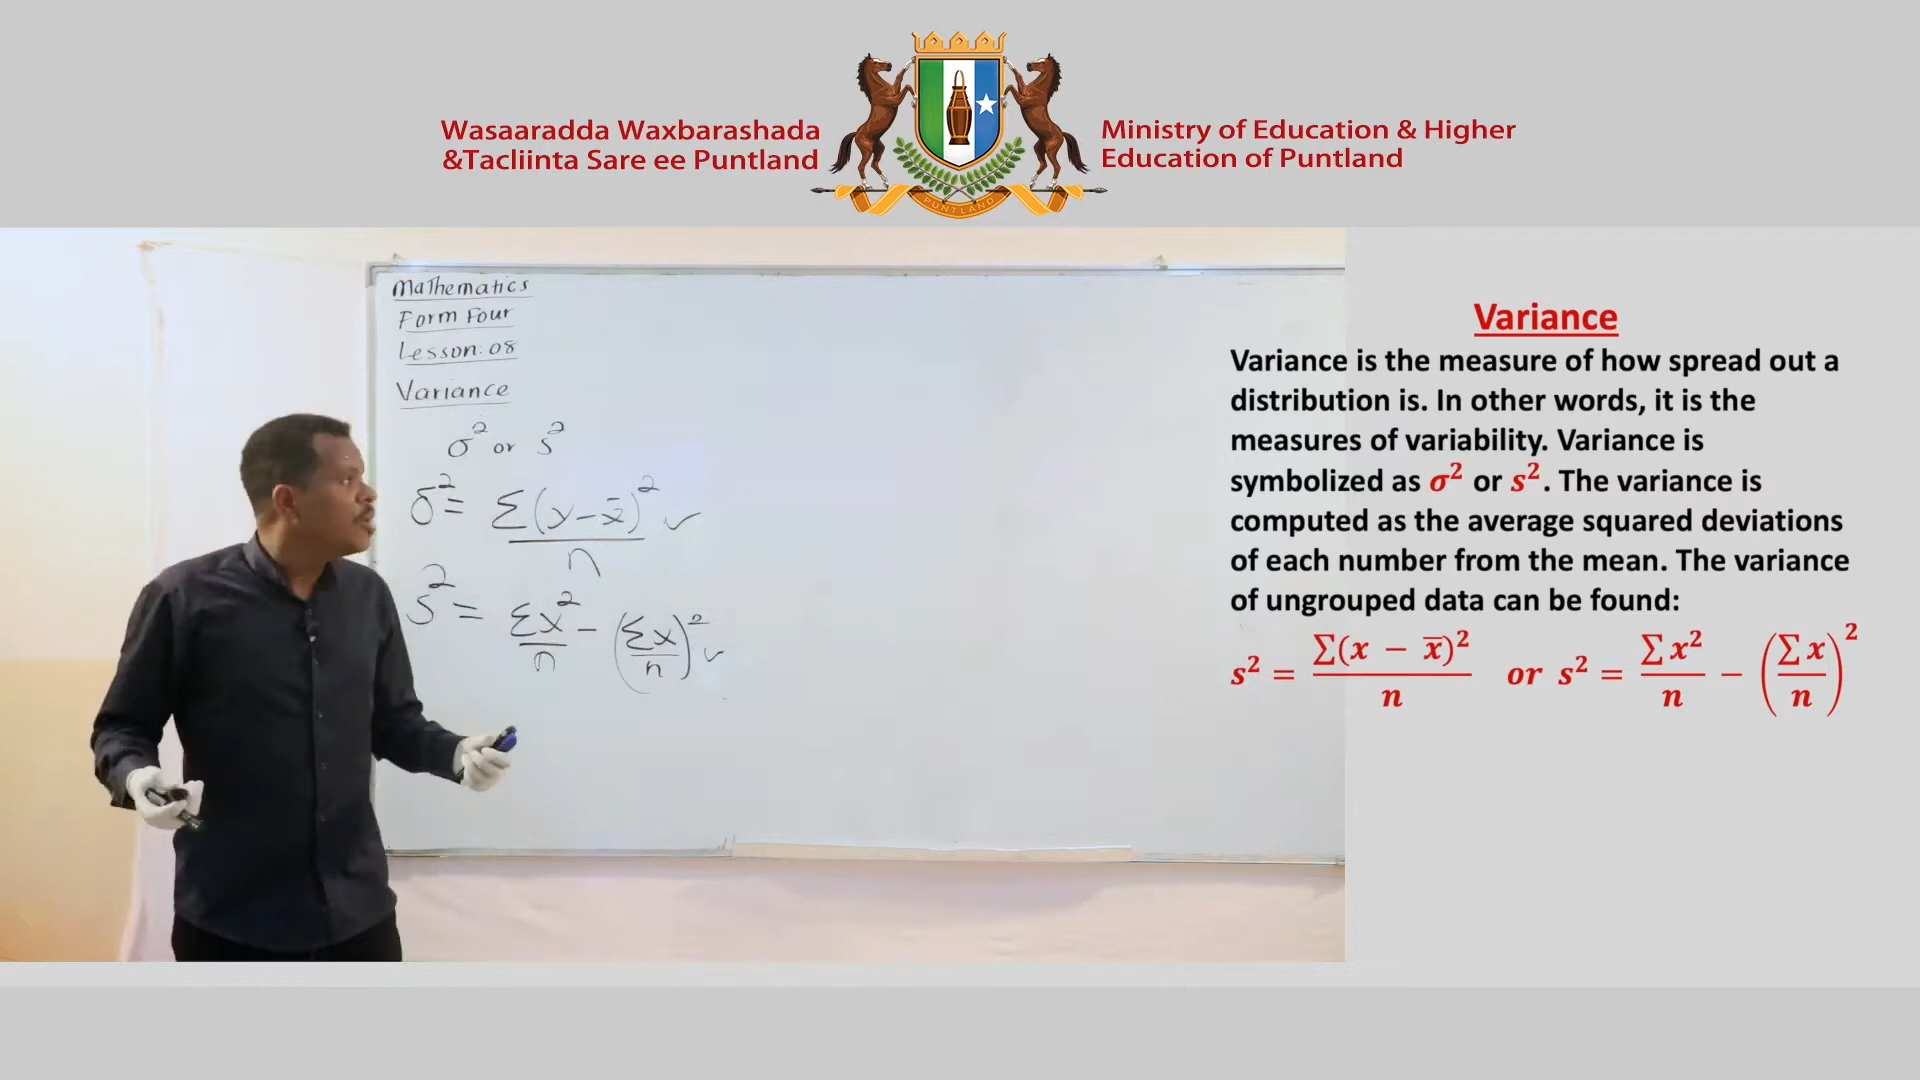 Wasaaradda Waxbarashada
&Tacliinta Sare ee Puntland
PUNTLAND
Ministry of Education & Higher
Education of Puntland
Mathematics
Form Four
Lesson: 08
Variance
σ² or s²
σ² = Σ(y-x̄)² / n ✓
s² = Σx²/n - (Σx/n)² ✓
Variance
Variance is the measure of how spread out a
distribution is. In other words, it is the
measures of variability. Variance is
symbolized as σ² or s². The variance is
computed as the average squared deviations
of each number from the mean. The variance
of ungrouped data can be found:
s² = Σ(x − x̄)² / n or s² = Σx²/n − (Σx/n)²